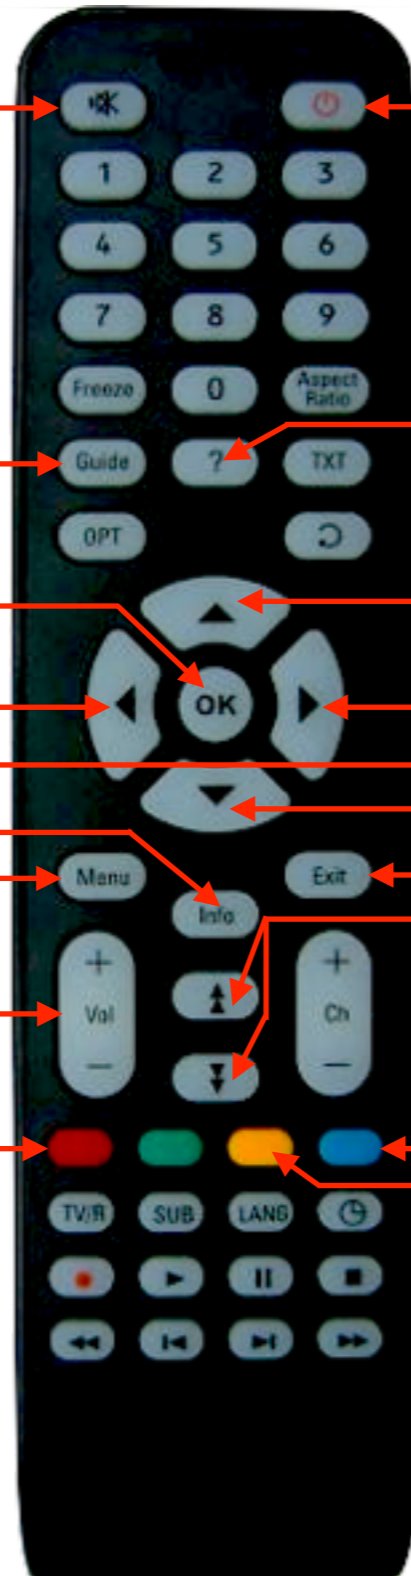 1 2 3
4 5 6
7 8 9
Freeze 0 Aspect Ratio
Guide ? TXT
OPT
OK
Menu Exit
Info
+ +
Vol Ch
− −
TV/R SUB LANG